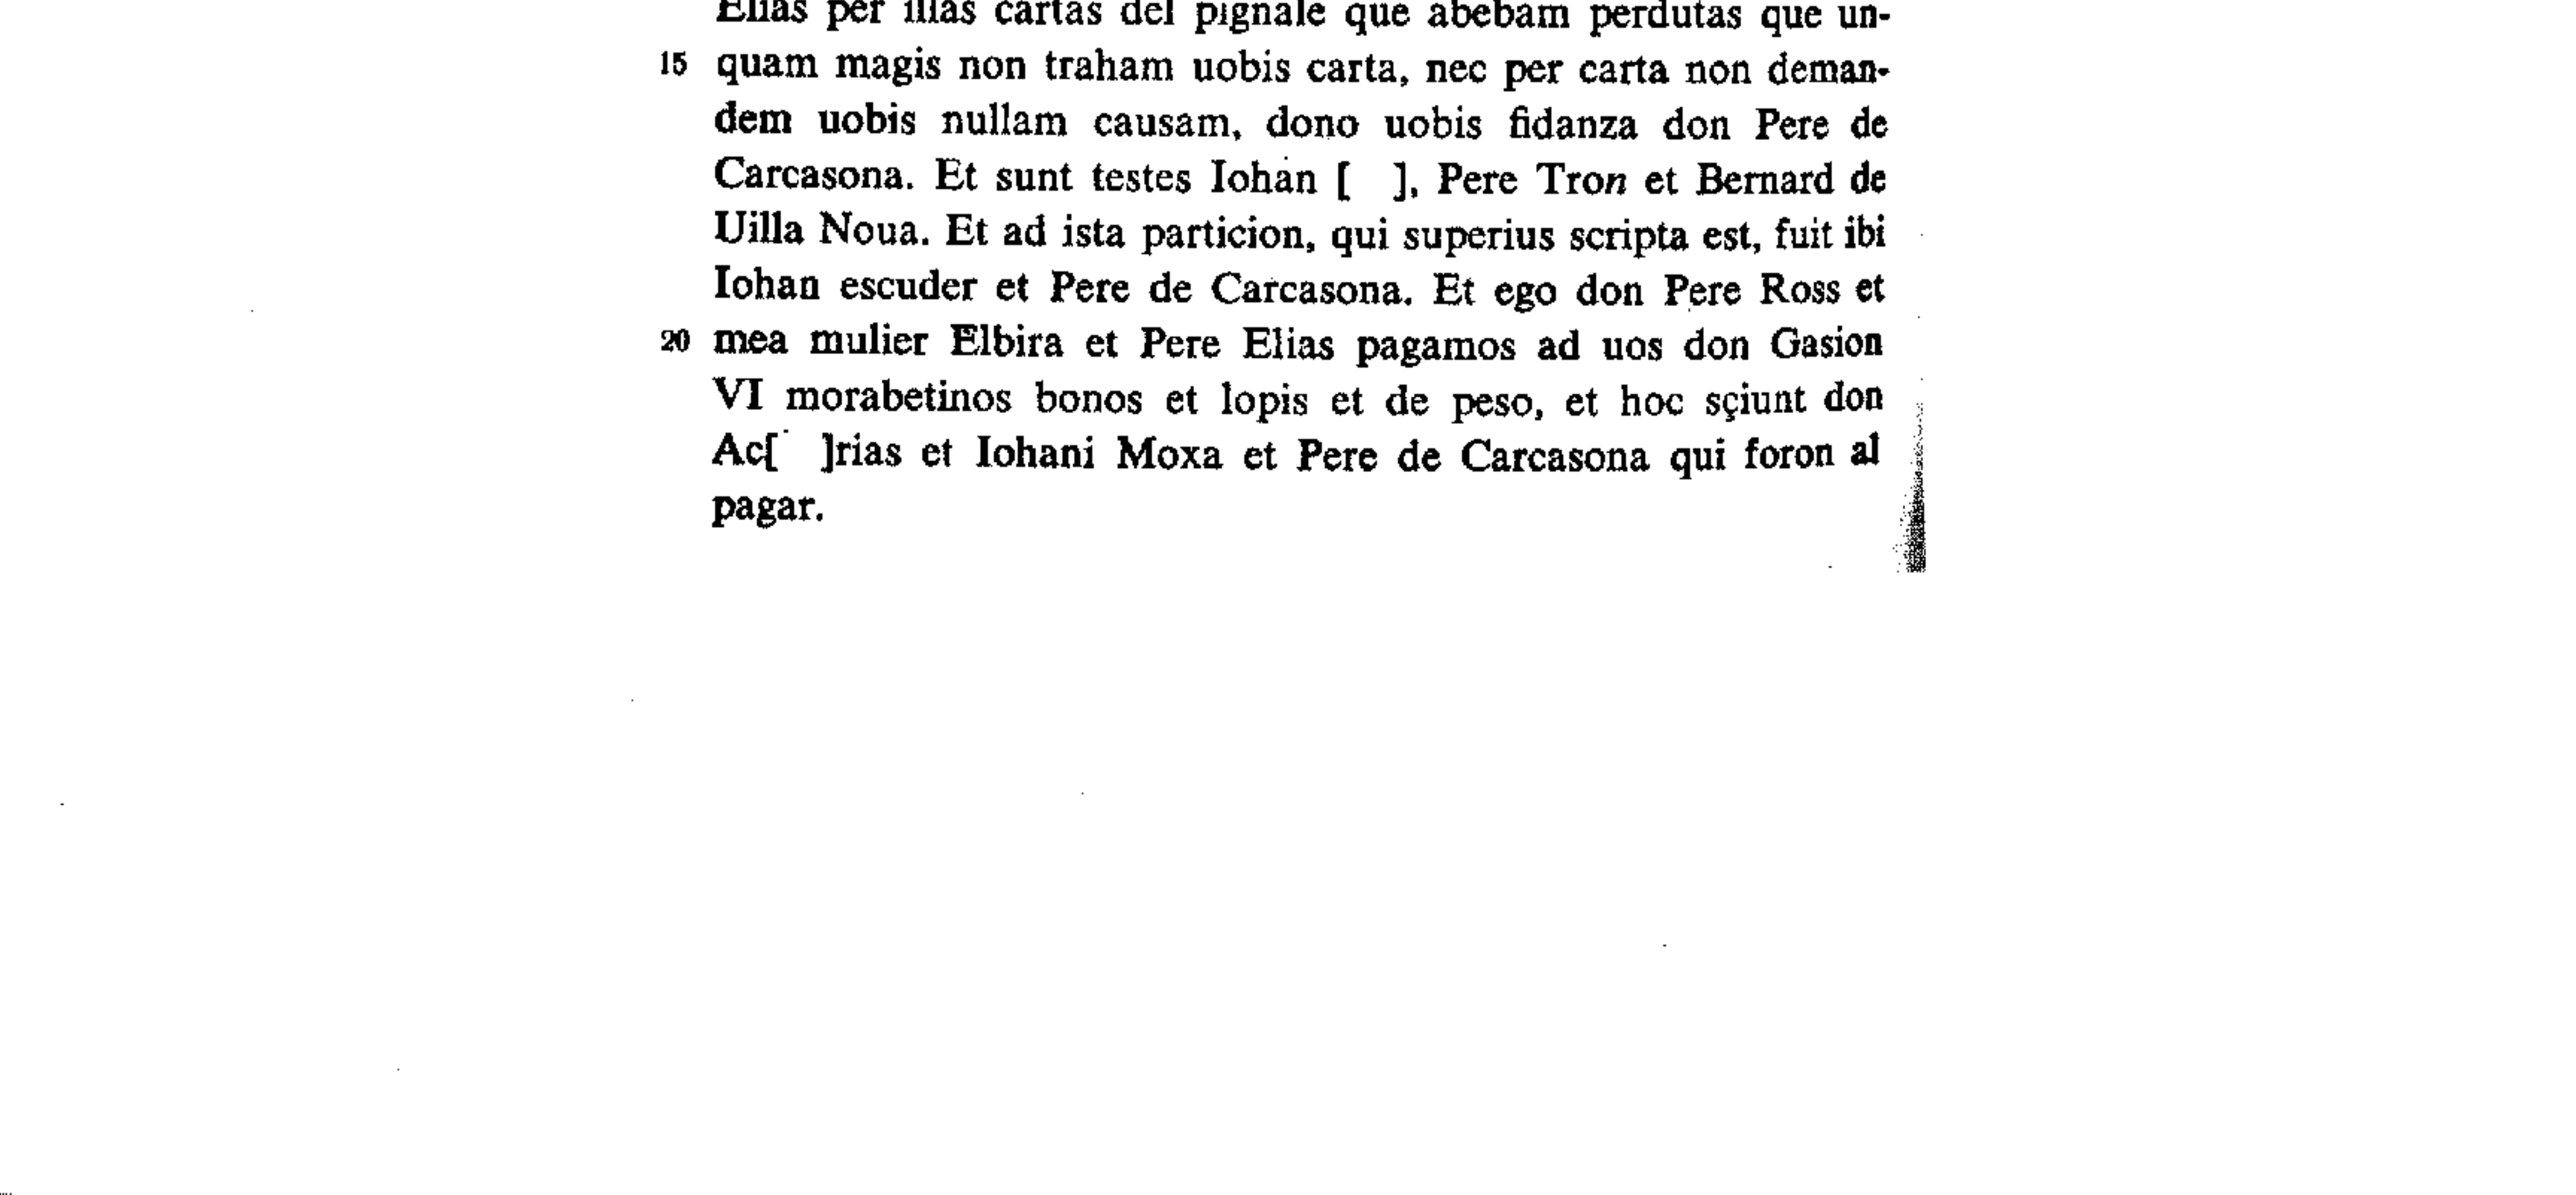 Elias per illas cartas del pignale que abebam perdutas que un-
15 quam magis non traham uobis carta, nec per carta non deman-
dem uobis nullam causam, dono uobis fidanza don Pere de
Carcasona. Et sunt testes Iohan [ ], Pere Tron et Bernard de
Uilla Noua. Et ad ista particion, qui superius scripta est, fuit ibi
Iohan escuder et Pere de Carcasona. Et ego don Pere Ross et
20 mea mulier Elbira et Pere Elias pagamos ad uos don Gasion
VI morabetinos bonos et lopis et de peso, et hoc sçiunt don
Ac[ ]rias et Iohani Moxa et Pere de Carcasona qui foron al
pagar.